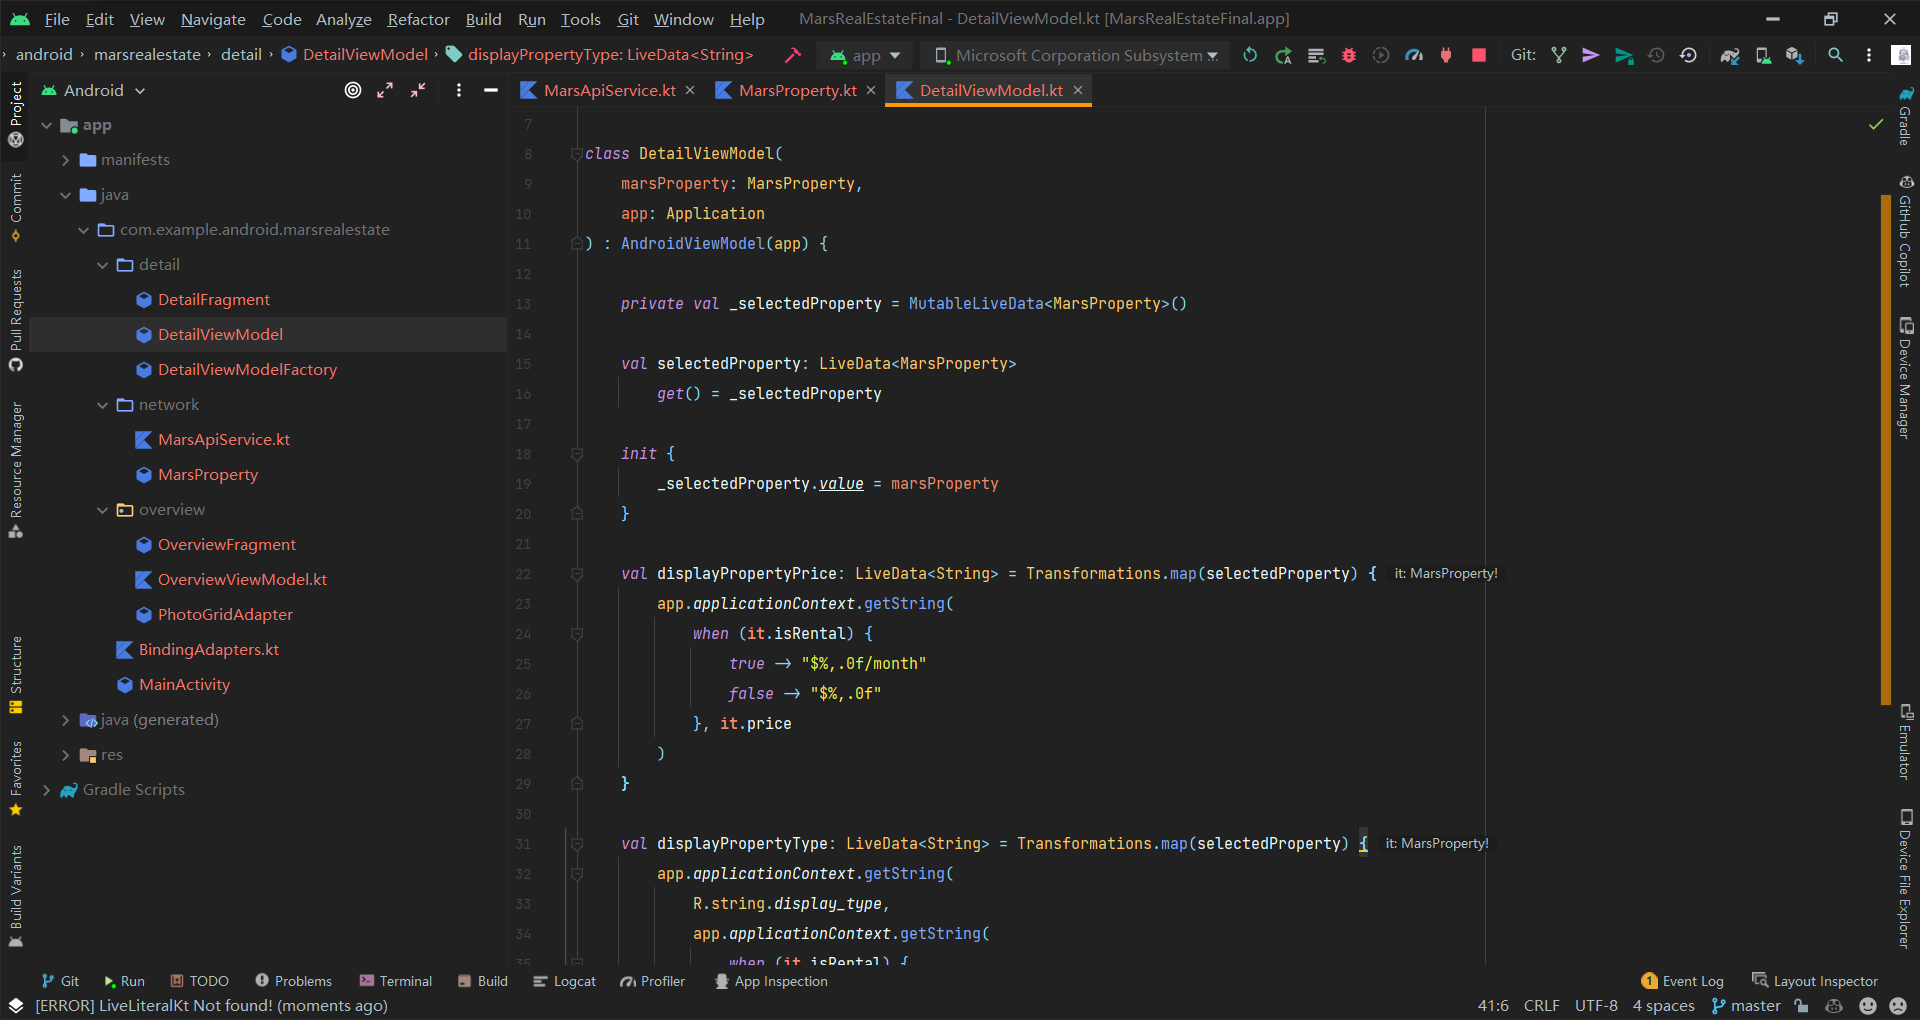 File Edit View Navigate Code Analyze Refactor Build Run Tools Git Window Help MarsRealEstateFinal - DetailViewModel.kt [MarsRealEstateFinal.app]
android marsrealestate detail DetailViewModel displayPropertyType: LiveData<String> app Microsoft Corporation Subsystem Git:
Project
Commit
Pull Requests
Resource Manager
Structure
Favorites
Build Variants
Android
app
manifests
java
com.example.android.marsrealestate
detail
DetailFragment
DetailViewModel
DetailViewModelFactory
network
MarsApiService.kt
MarsProperty
overview
OverviewFragment
OverviewViewModel.kt
PhotoGridAdapter
BindingAdapters.kt
MainActivity
java (generated)
res
Gradle Scripts
MarsApiService.kt MarsProperty.kt DetailViewModel.kt
7
8 class DetailViewModel(
9 marsProperty: MarsProperty,
10 app: Application
11 ) : AndroidViewModel(app) {
12
13 private val _selectedProperty = MutableLiveData<MarsProperty>()
14
15 val selectedProperty: LiveData<MarsProperty>
16 get() = _selectedProperty
17
18 init {
19 _selectedProperty.value = marsProperty
20 }
21
22 val displayPropertyPrice: LiveData<String> = Transformations.map(selectedProperty) { it: MarsProperty!
23 app.applicationContext.getString(
24 when (it.isRental) {
25 true -> "$%,.0f/month"
26 false -> "$%,.0f"
27 }, it.price
28 )
29 }
30
31 val displayPropertyType: LiveData<String> = Transformations.map(selectedProperty) { it: MarsProperty!
32 app.applicationContext.getString(
33 R.string.display_type,
34 app.applicationContext.getString(
35 when (it.isRental) {
Gradle
GitHub Copilot
Device Manager
Emulator
Device File Explorer
Git Run TODO Problems Terminal Build Logcat Profiler App Inspection 1 Event Log Layout Inspector
[ERROR] LiveLiteralKt Not found! (moments ago) 41:6 CRLF UTF-8 4 spaces master